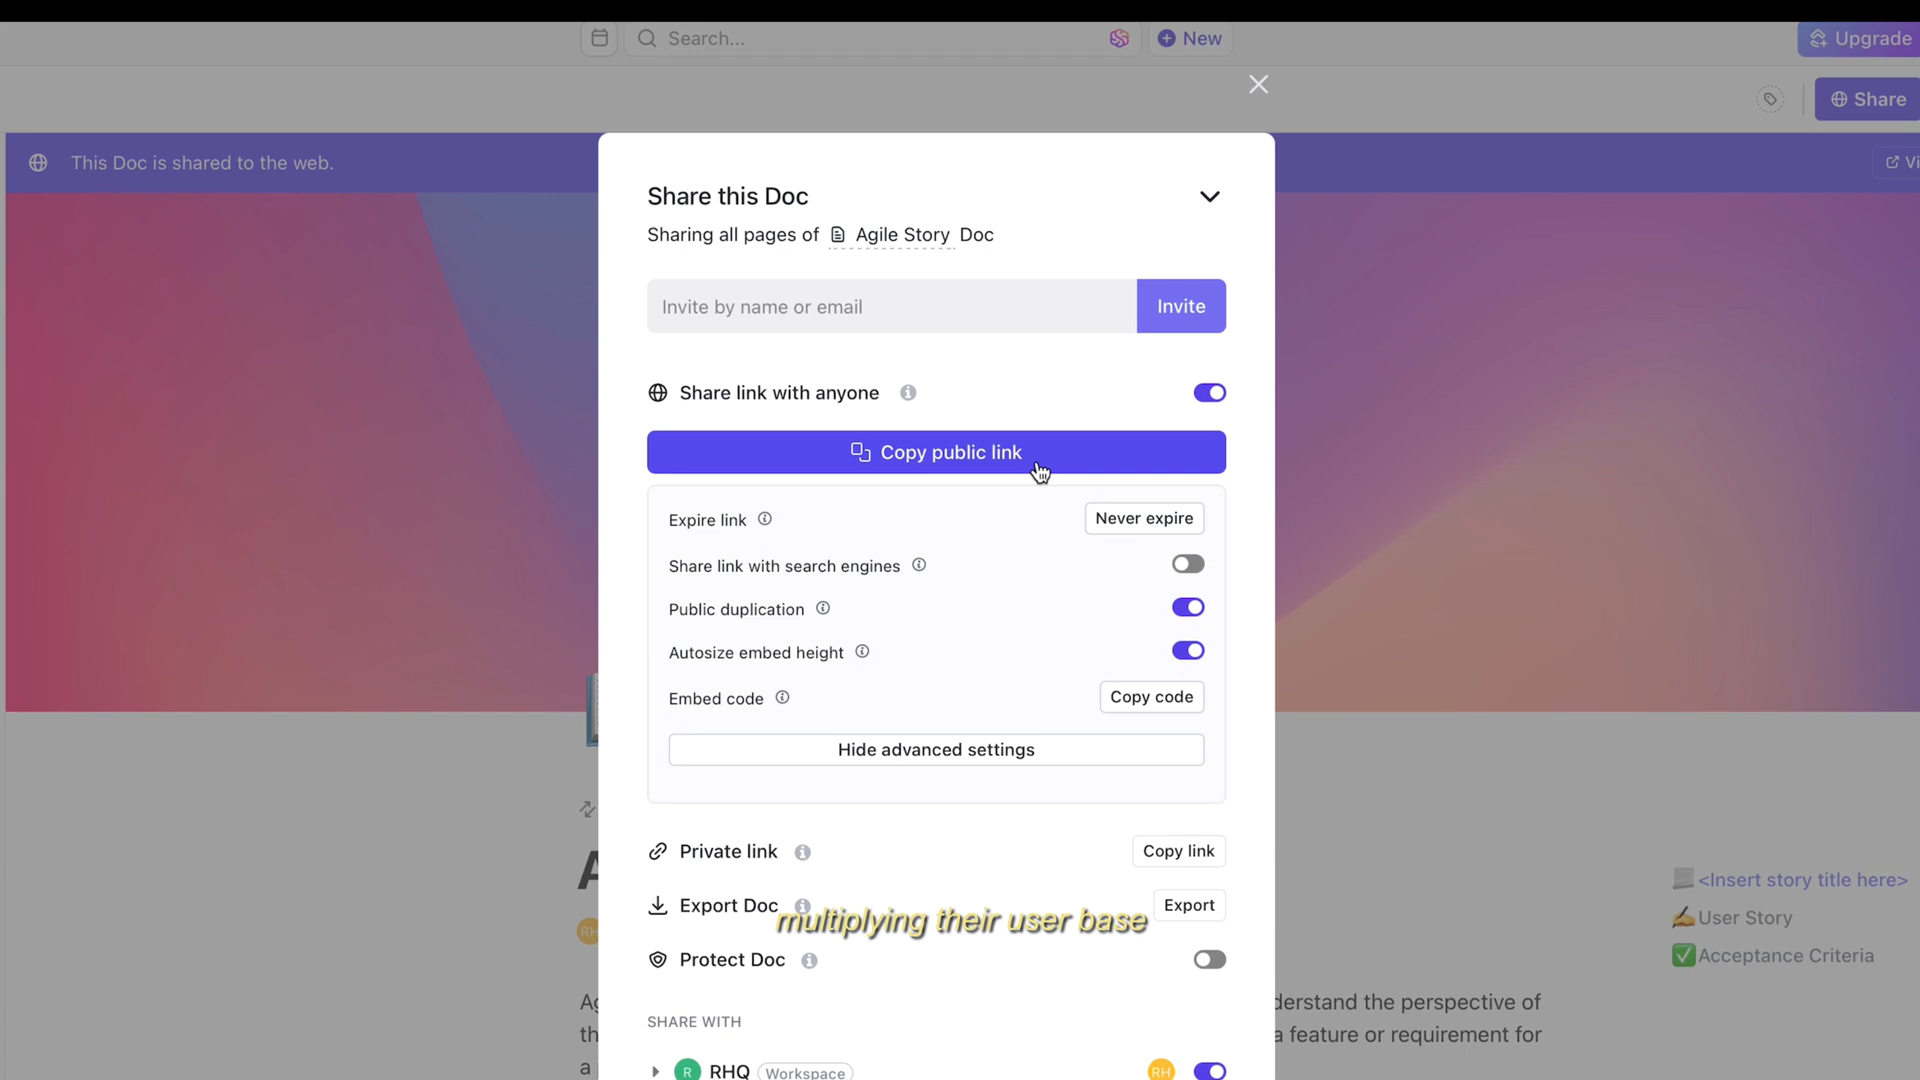 Search...
New
Upgrade
Share
This Doc is shared to the web.
Share this Doc
Sharing all pages of Agile Story Doc
Invite by name or email
Invite
Share link with anyone
Copy public link
Expire link
Never expire
Share link with search engines
Public duplication
Autosize embed height
Embed code
Copy code
Hide advanced settings
Private link
Copy link
Export Doc
Export
multiplying their user base
Protect Doc
SHARE WITH
R RHQ Workspace
RH
RH
<Insert story title here>
User Story
Acceptance Criteria
the perspective of
a feature or requirement for
a